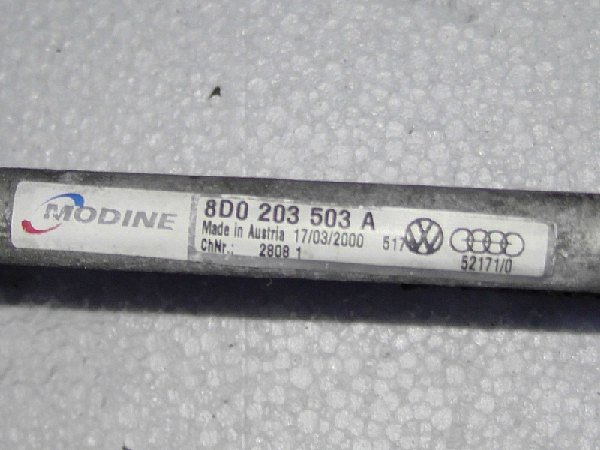 MODINE
8D0 203 503 A
Made in Austria 17/03/2000 517
ChNr.: 2808 1
52171/0